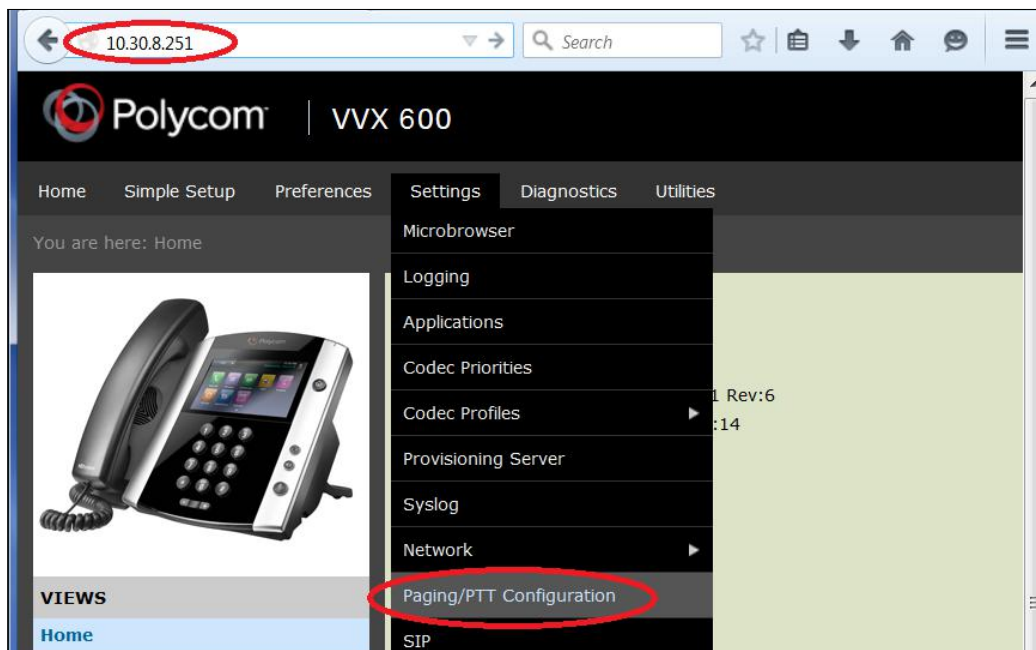 10.30.8.251
Search
Polycom
VVX 600
Home Simple Setup Preferences Settings Diagnostics Utilities
You are here: Home
Microbrowser
Logging
Applications
Codec Priorities
1 Rev:6
Codec Profiles
:14
Provisioning Server
Syslog
Network
VIEWS
Paging/PTT Configuration
Home
SIP